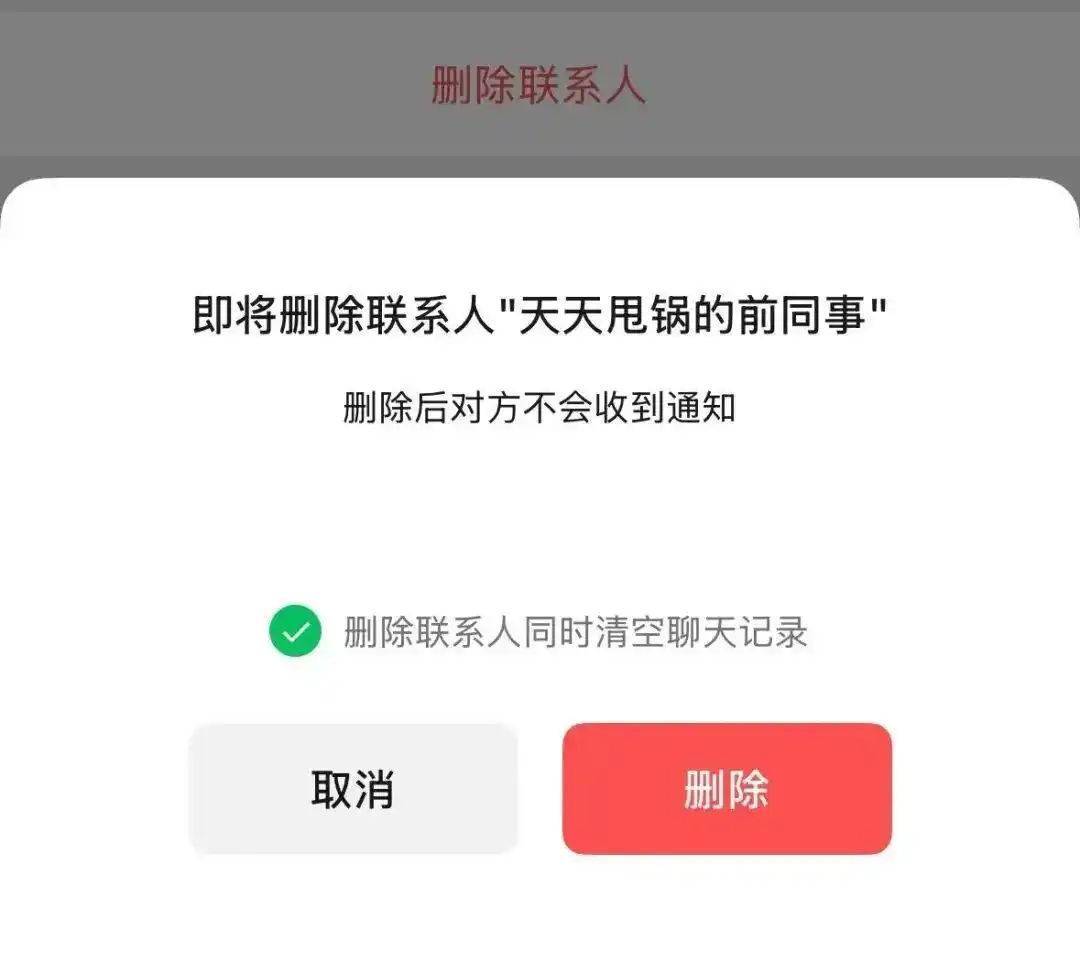 删除联系人
即将删除联系人"天天甩锅的前同事"
删除后对方不会收到通知
删除联系人同时清空聊天记录
取消
删除